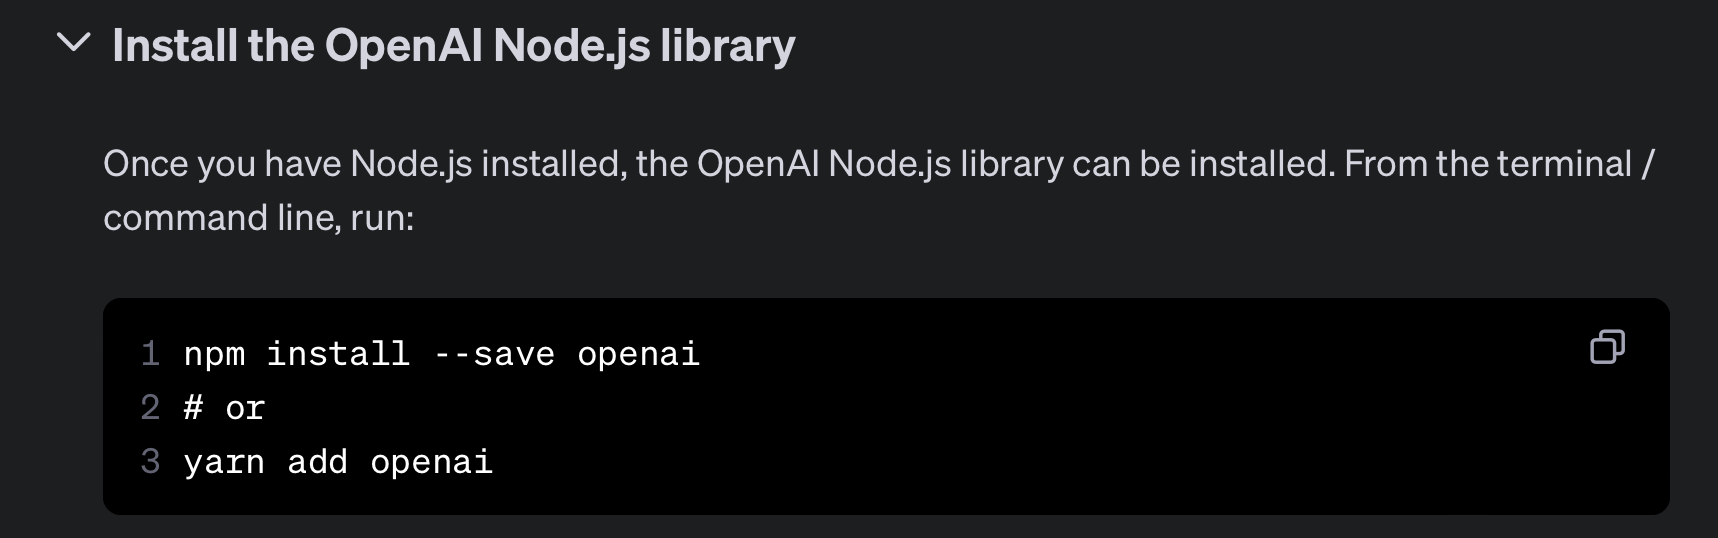 Install the OpenAI Node.js library
Once you have Node.js installed, the OpenAI Node.js library can be installed. From the terminal /
command line, run:
1 npm install --save openai
2 # or
3 yarn add openai